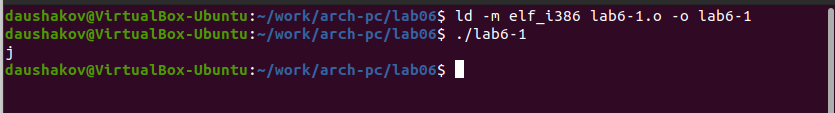 daushakov@VirtualBox-Ubuntu:~/work/arch-pc/lab06$ ld -m elf_i386 lab6-1.o -o lab6-1
daushakov@VirtualBox-Ubuntu:~/work/arch-pc/lab06$ ./lab6-1
j
daushakov@VirtualBox-Ubuntu:~/work/arch-pc/lab06$